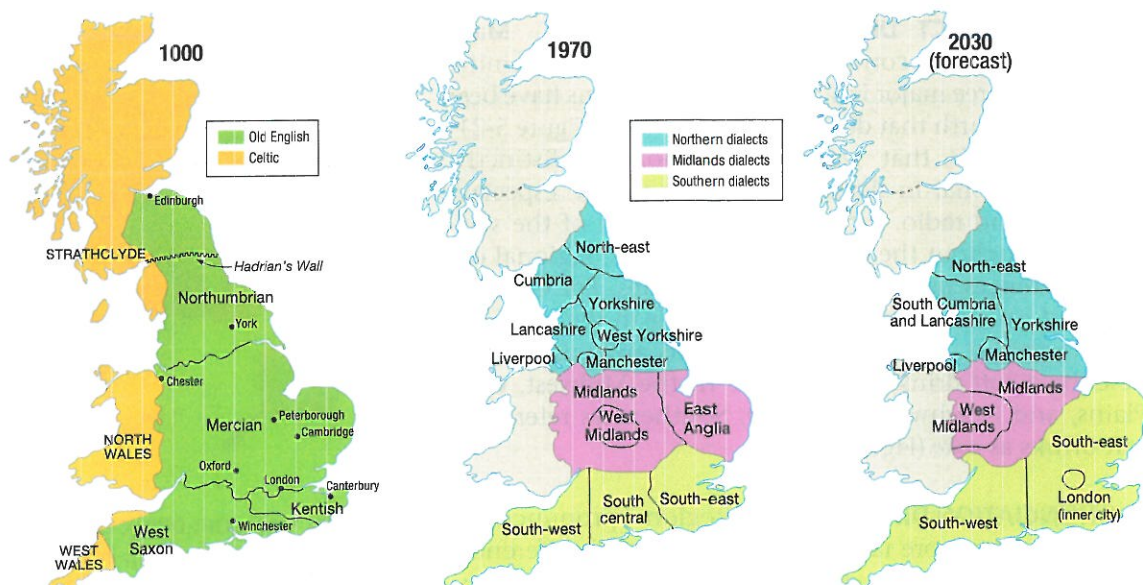 1000
Old English
Celtic
Edinburgh
STRATHCLYDE
Hadrian's Wall
Northumbrian
York
Chester
Mercian
Peterborough
Cambridge
NORTH
WALES
Oxford
London
Canterbury
Kentish
West
Saxon
Winchester
WEST
WALES
1970
Northern dialects
Midlands dialects
Southern dialects
North-east
Cumbria
Yorkshire
Lancashire
West Yorkshire
Liverpool
Manchester
Midlands
West
Midlands
East
Anglia
South
central
South-east
South-west
2030
(forecast)
North-east
South Cumbria
and Lancashire
Yorkshire
Liverpool
Manchester
Midlands
West
Midlands
South-east
London
(inner city)
South-west